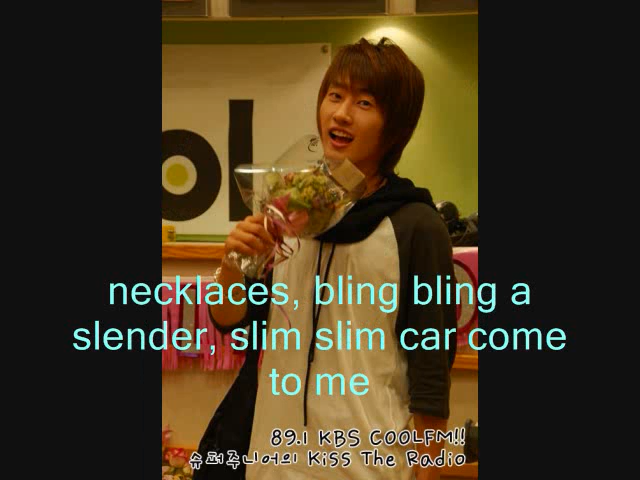 ol
necklaces, bling bling a
slender, slim slim car come
to me
89.1 KBS COOLFM!!
슈퍼주니어의 Kiss The Radio